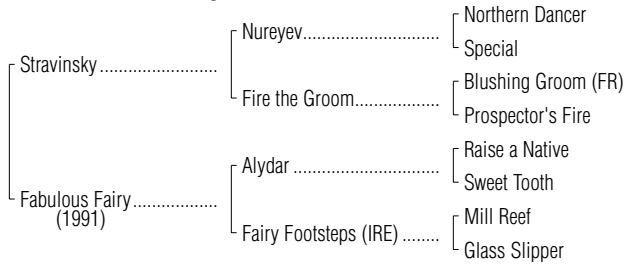 Northern Dancer
Nureyev
Special
Stravinsky
Blushing Groom (FR)
Fire the Groom
Prospector's Fire
Raise a Native
Alydar
Sweet Tooth
Fabulous Fairy
(1991)
Mill Reef
Fairy Footsteps (IRE)
Glass Slipper